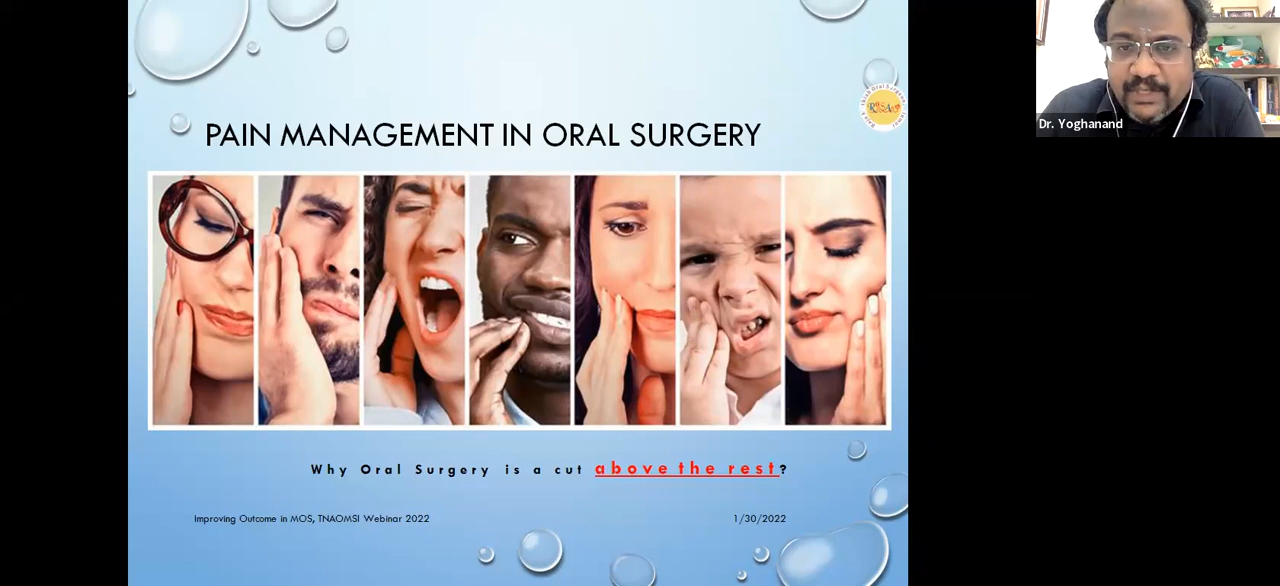 PAIN MANAGEMENT IN ORAL SURGERY
Dr. Yoghanand
Why Oral Surgery is a cut above the rest?
Improving Outcome in MOS, TNAOMSI Webinar 2022
1/30/2022